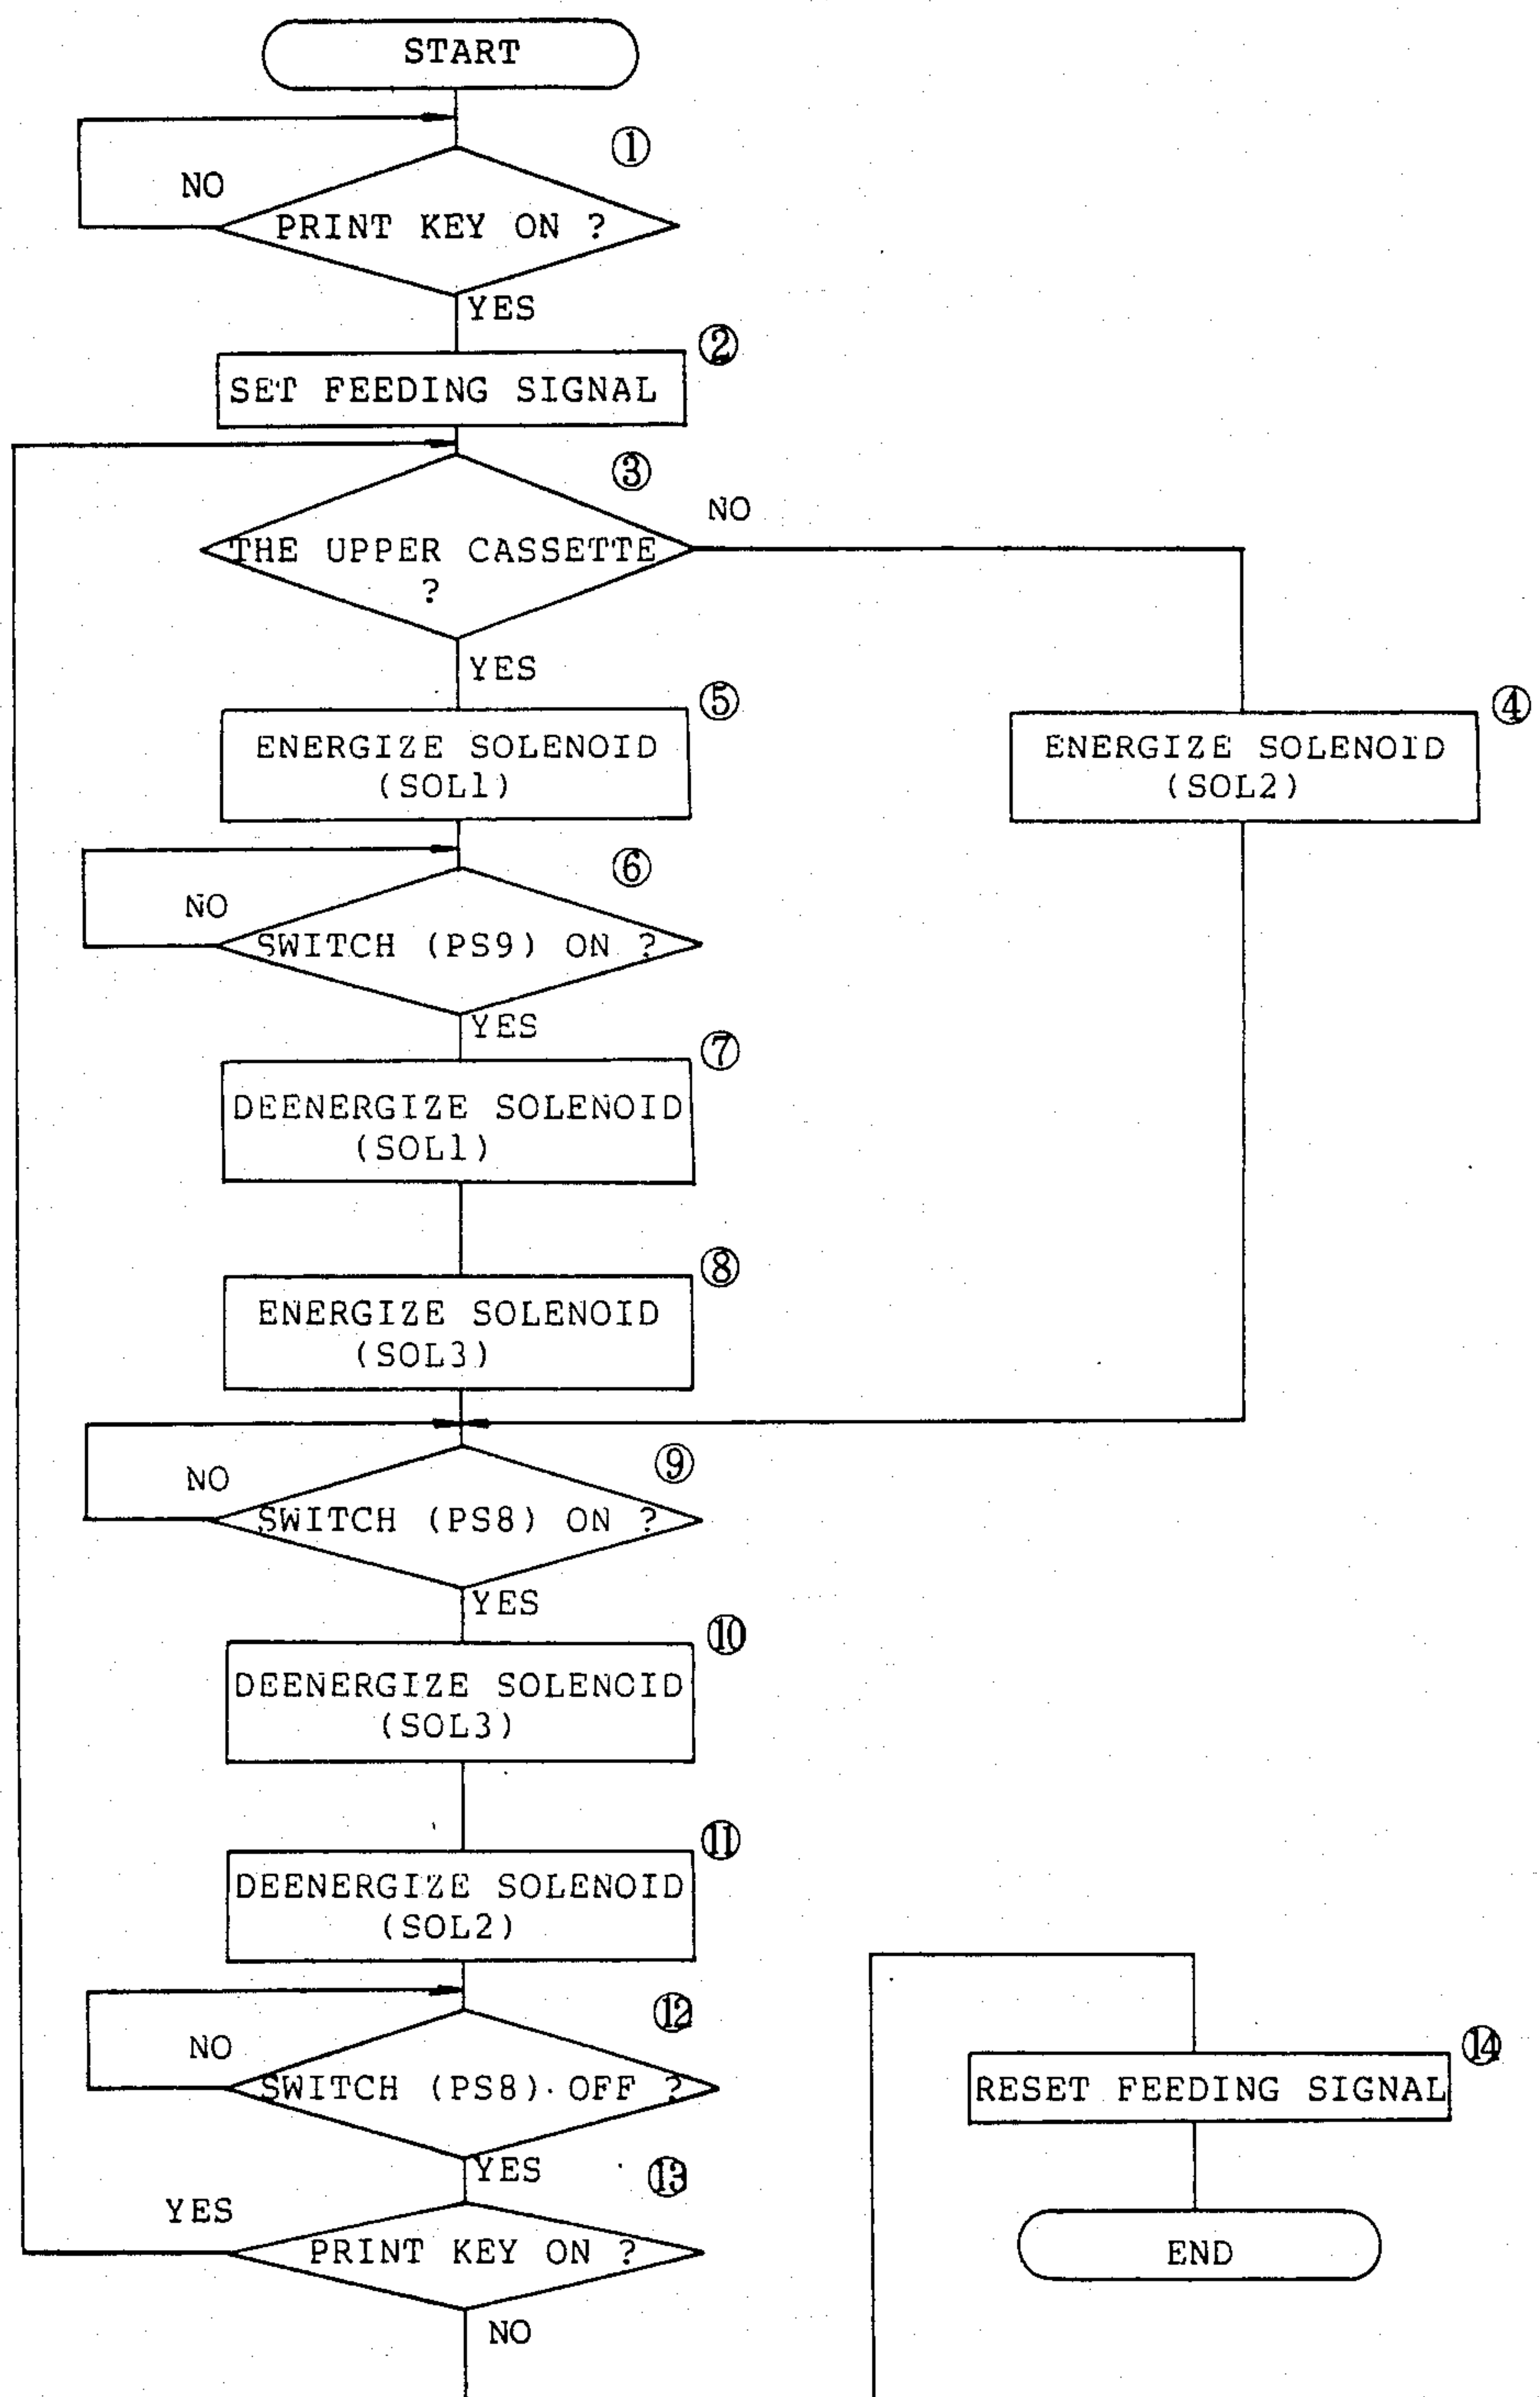 START
①
NO
PRINT KEY ON ?
YES
②
SET FEEDING SIGNAL
③
NO
THE UPPER CASSETTE
?
YES
⑤
ENERGIZE SOLENOID
(SOL1)
④
ENERGIZE SOLENOID
(SOL2)
⑥
NO
SWITCH (PS9) ON ?
YES
⑦
DEENERGIZE SOLENOID
(SOL1)
⑧
ENERGIZE SOLENOID
(SOL3)
⑨
NO
SWITCH (PS8) ON ?
YES
⑩
DEENERGIZE SOLENOID
(SOL3)
⑪
DEENERGIZE SOLENOID
(SOL2)
⑫
NO
SWITCH (PS8) OFF ?
YES
⑬
YES
PRINT KEY ON ?
NO
⑭
RESET FEEDING SIGNAL
END